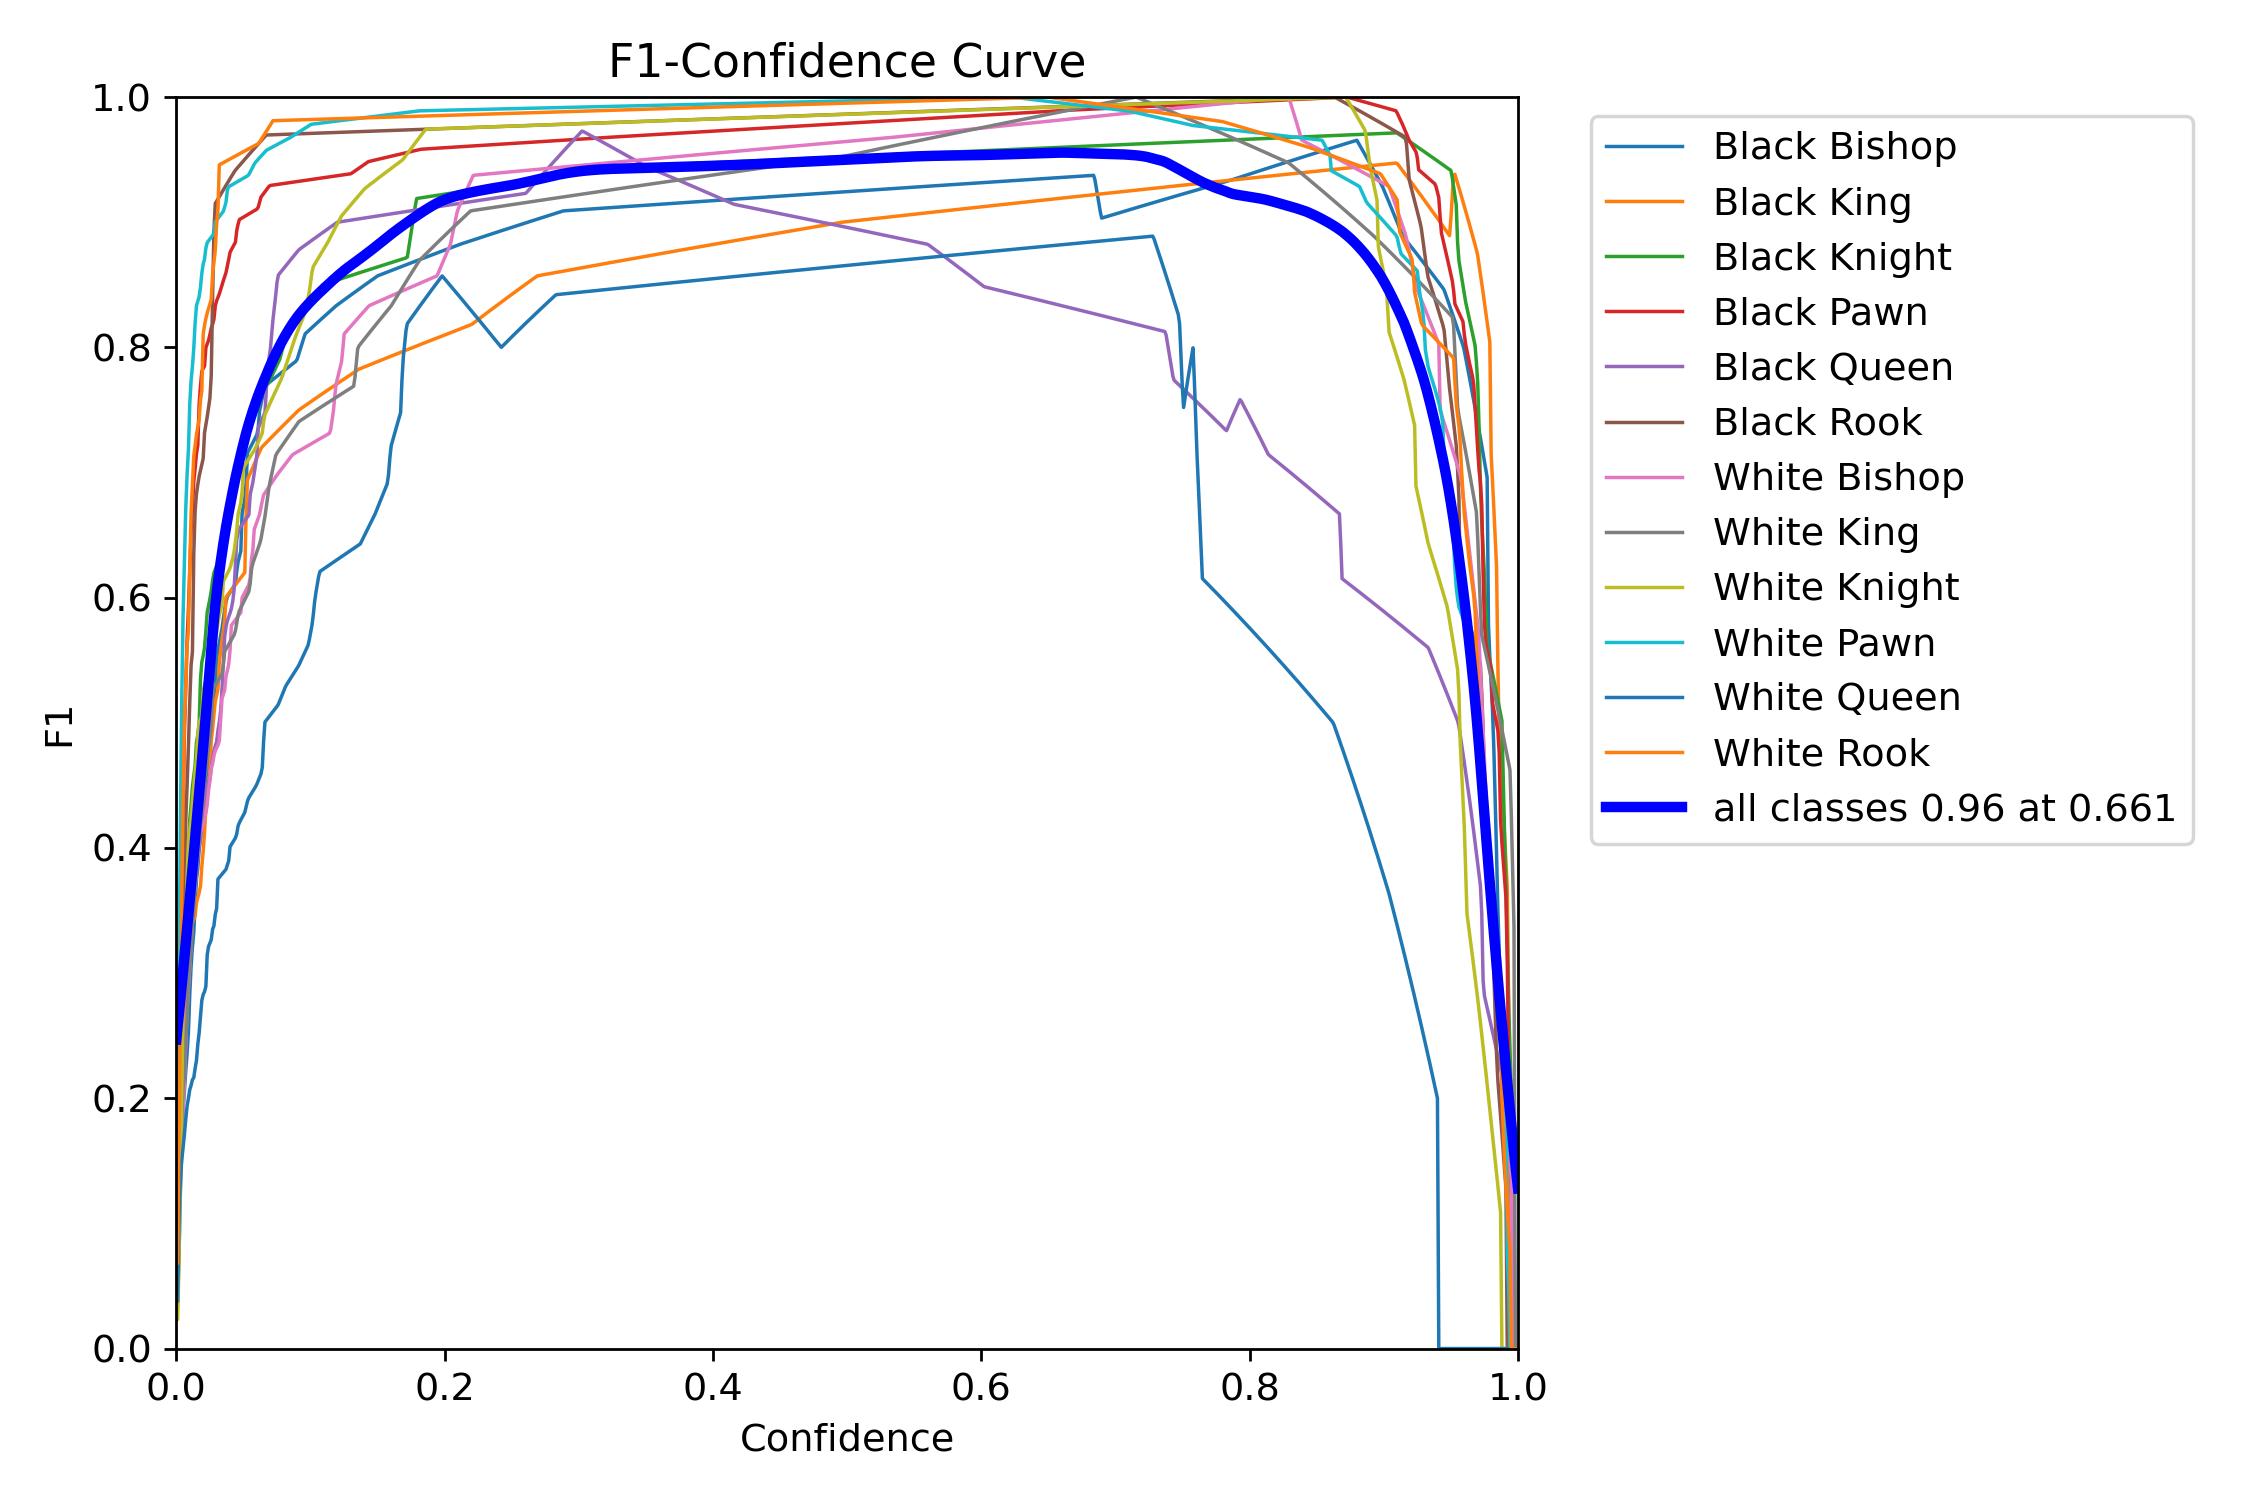 F1-Confidence Curve
1.0
0.8
0.6
0.4
0.2
0.0
F1
0.0 0.2 0.4 0.6 0.8 1.0
Confidence
Black Bishop
Black King
Black Knight
Black Pawn
Black Queen
Black Rook
White Bishop
White King
White Knight
White Pawn
White Queen
White Rook
all classes 0.96 at 0.661